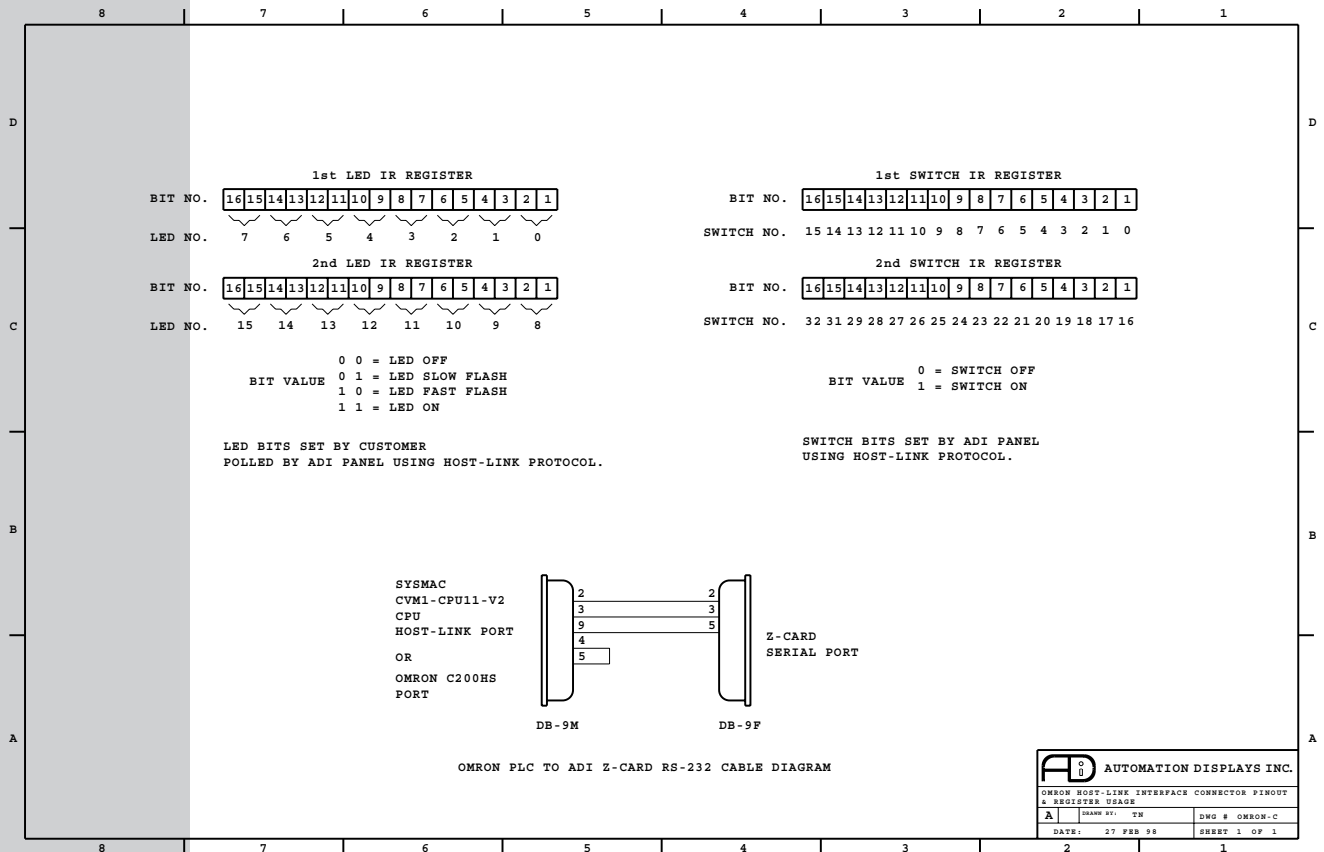 8 7 6 5 4 3 2 1
D D
1st LED IR REGISTER
BIT NO. 16 15 14 13 12 11 10 9 8 7 6 5 4 3 2 1
LED NO. 7 6 5 4 3 2 1 0
2nd LED IR REGISTER
BIT NO. 16 15 14 13 12 11 10 9 8 7 6 5 4 3 2 1
LED NO. 15 14 13 12 11 10 9 8
BIT VALUE
0 0 = LED OFF
0 1 = LED SLOW FLASH
1 0 = LED FAST FLASH
1 1 = LED ON
LED BITS SET BY CUSTOMER
POLLED BY ADI PANEL USING HOST-LINK PROTOCOL.
1st SWITCH IR REGISTER
BIT NO. 16 15 14 13 12 11 10 9 8 7 6 5 4 3 2 1
SWITCH NO. 15 14 13 12 11 10 9 8 7 6 5 4 3 2 1 0
2nd SWITCH IR REGISTER
BIT NO. 16 15 14 13 12 11 10 9 8 7 6 5 4 3 2 1
SWITCH NO. 32 31 29 28 27 26 25 24 23 22 21 20 19 18 17 16
BIT VALUE
0 = SWITCH OFF
1 = SWITCH ON
SWITCH BITS SET BY ADI PANEL
USING HOST-LINK PROTOCOL.
C C
B B
SYSMAC
CVM1-CPU11-V2
CPU
HOST-LINK PORT
OR
OMRON C200HS
PORT
2 2
3 3
9 5
4
5
Z-CARD
SERIAL PORT
DB-9M DB-9F
A A
OMRON PLC TO ADI Z-CARD RS-232 CABLE DIAGRAM
ADi AUTOMATION DISPLAYS INC.
OMRON HOST-LINK INTERFACE CONNECTOR PINOUT
& REGISTER USAGE
A DRAWN BY: TN DWG # OMRON-C
DATE: 27 FEB 98 SHEET 1 OF 1
8 7 6 5 4 3 2 1